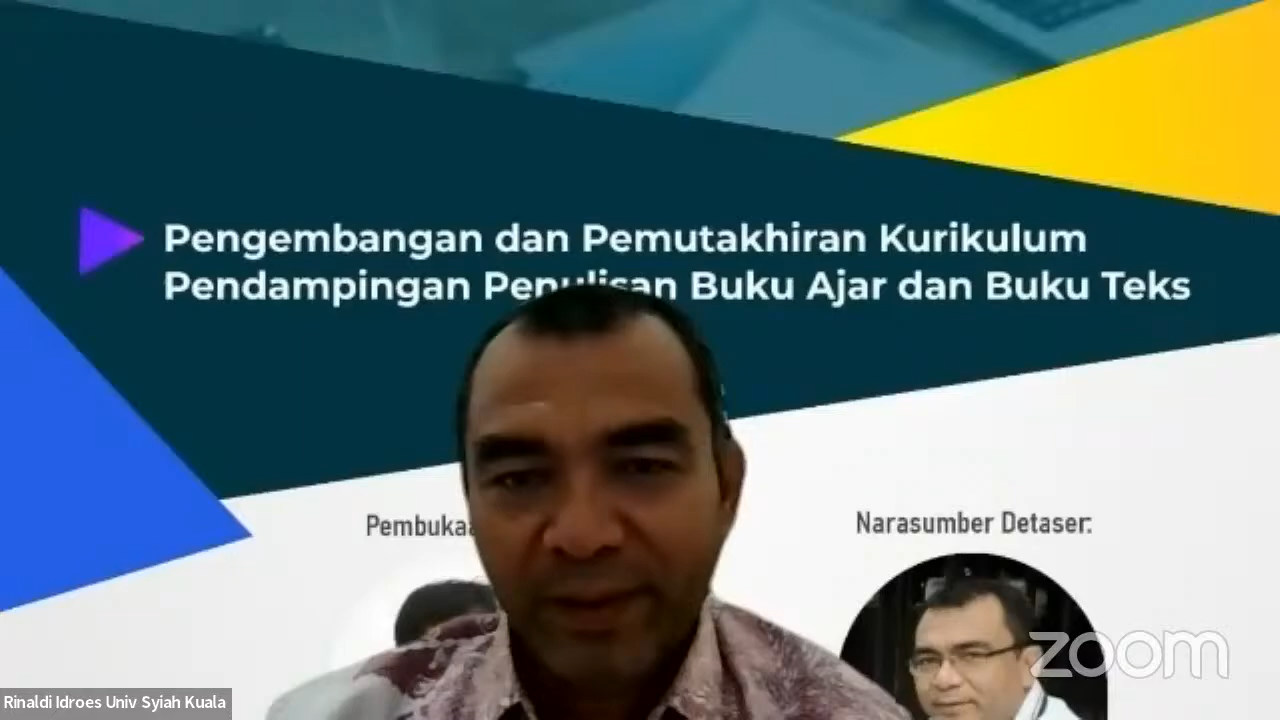 Pengembangan dan Pemutakhiran Kurikulum
Pendampingan Penulisan Buku Ajar dan Buku Teks
Narasumber Detaser:
zoom
Rinaldi Idroes Univ Syiah Kuala